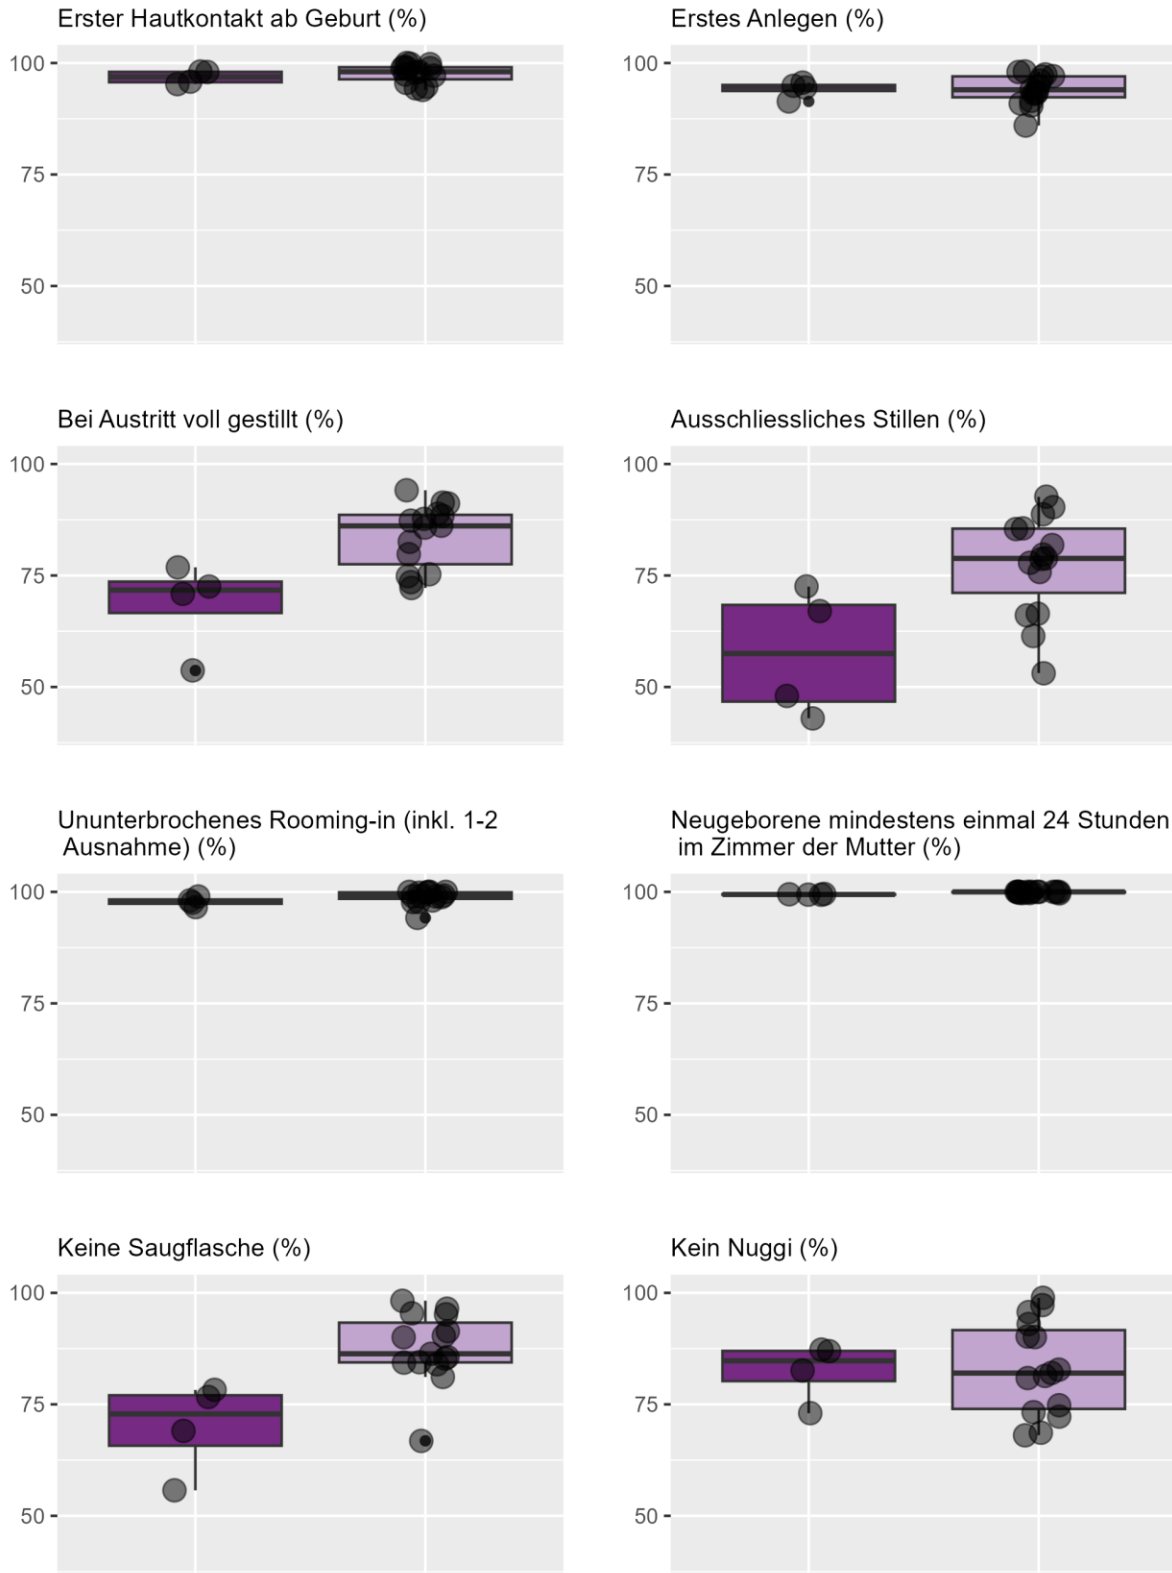 Erster Hautkontakt ab Geburt (%)
100
75
50
Erstes Anlegen (%)
100
75
50
Bei Austritt voll gestillt (%)
100
75
50
Ausschliessliches Stillen (%)
100
75
50
Ununterbrochenes Rooming-in (inkl. 1-2
Ausnahme) (%)
100
75
50
Neugeborene mindestens einmal 24 Stunden
im Zimmer der Mutter (%)
100
75
50
Keine Saugflasche (%)
100
75
50
Kein Nuggi (%)
100
75
50